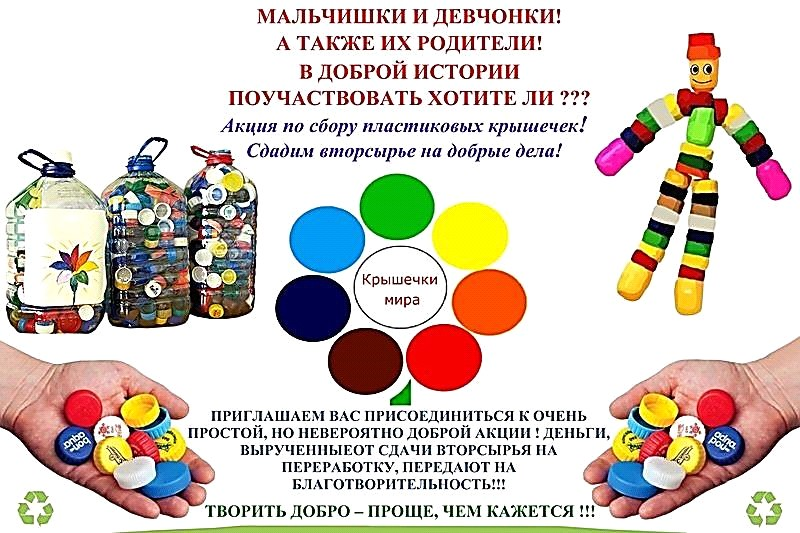 МАЛЬЧИШКИ И ДЕВЧОНКИ!
А ТАКЖЕ ИХ РОДИТЕЛИ!
В ДОБРОЙ ИСТОРИИ
ПОУЧАСТВОВАТЬ ХОТИТЕ ЛИ ???
Акция по сбору пластиковых крышечек!
Сдадим вторсырье на добрые дела!
Крышечки
мира
ПРИГЛАШАЕМ ВАС ПРИСОЕДИНИТЬСЯ К ОЧЕНЬ
ПРОСТОЙ, НО НЕВЕРОЯТНО ДОБРОЙ АКЦИИ ! ДЕНЬГИ,
ВЫРУЧЕННЫЕОТ СДАЧИ ВТОРСЫРЬЯ НА
ПЕРЕРАБОТКУ, ПЕРЕДАЮТ НА
БЛАГОТВОРИТЕЛЬНОСТЬ!!!
ТВОРИТЬ ДОБРО – ПРОЩЕ, ЧЕМ КАЖЕТСЯ !!!